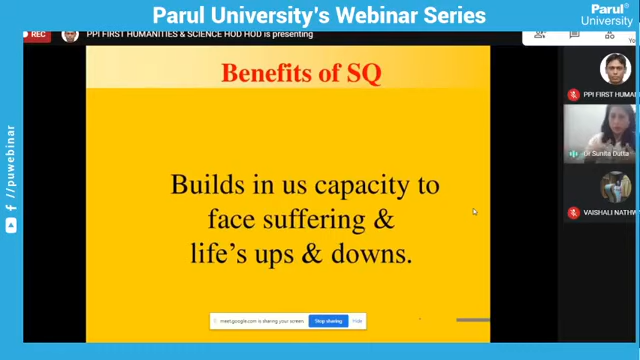 Parul University's Webinar Series
Parul®
University
REC
PPI FIRST HUMANITIES & SCIENCE HOD HOD is presenting
Benefits of SQ
Builds in us capacity to
face suffering &
life's ups & downs.
meet.google.com is sharing your screen.
Stop sharing
Hide
PPI FIRST HUMAN
Dr Sunita Dutta
VAISHALI NATHW
/puwebinar